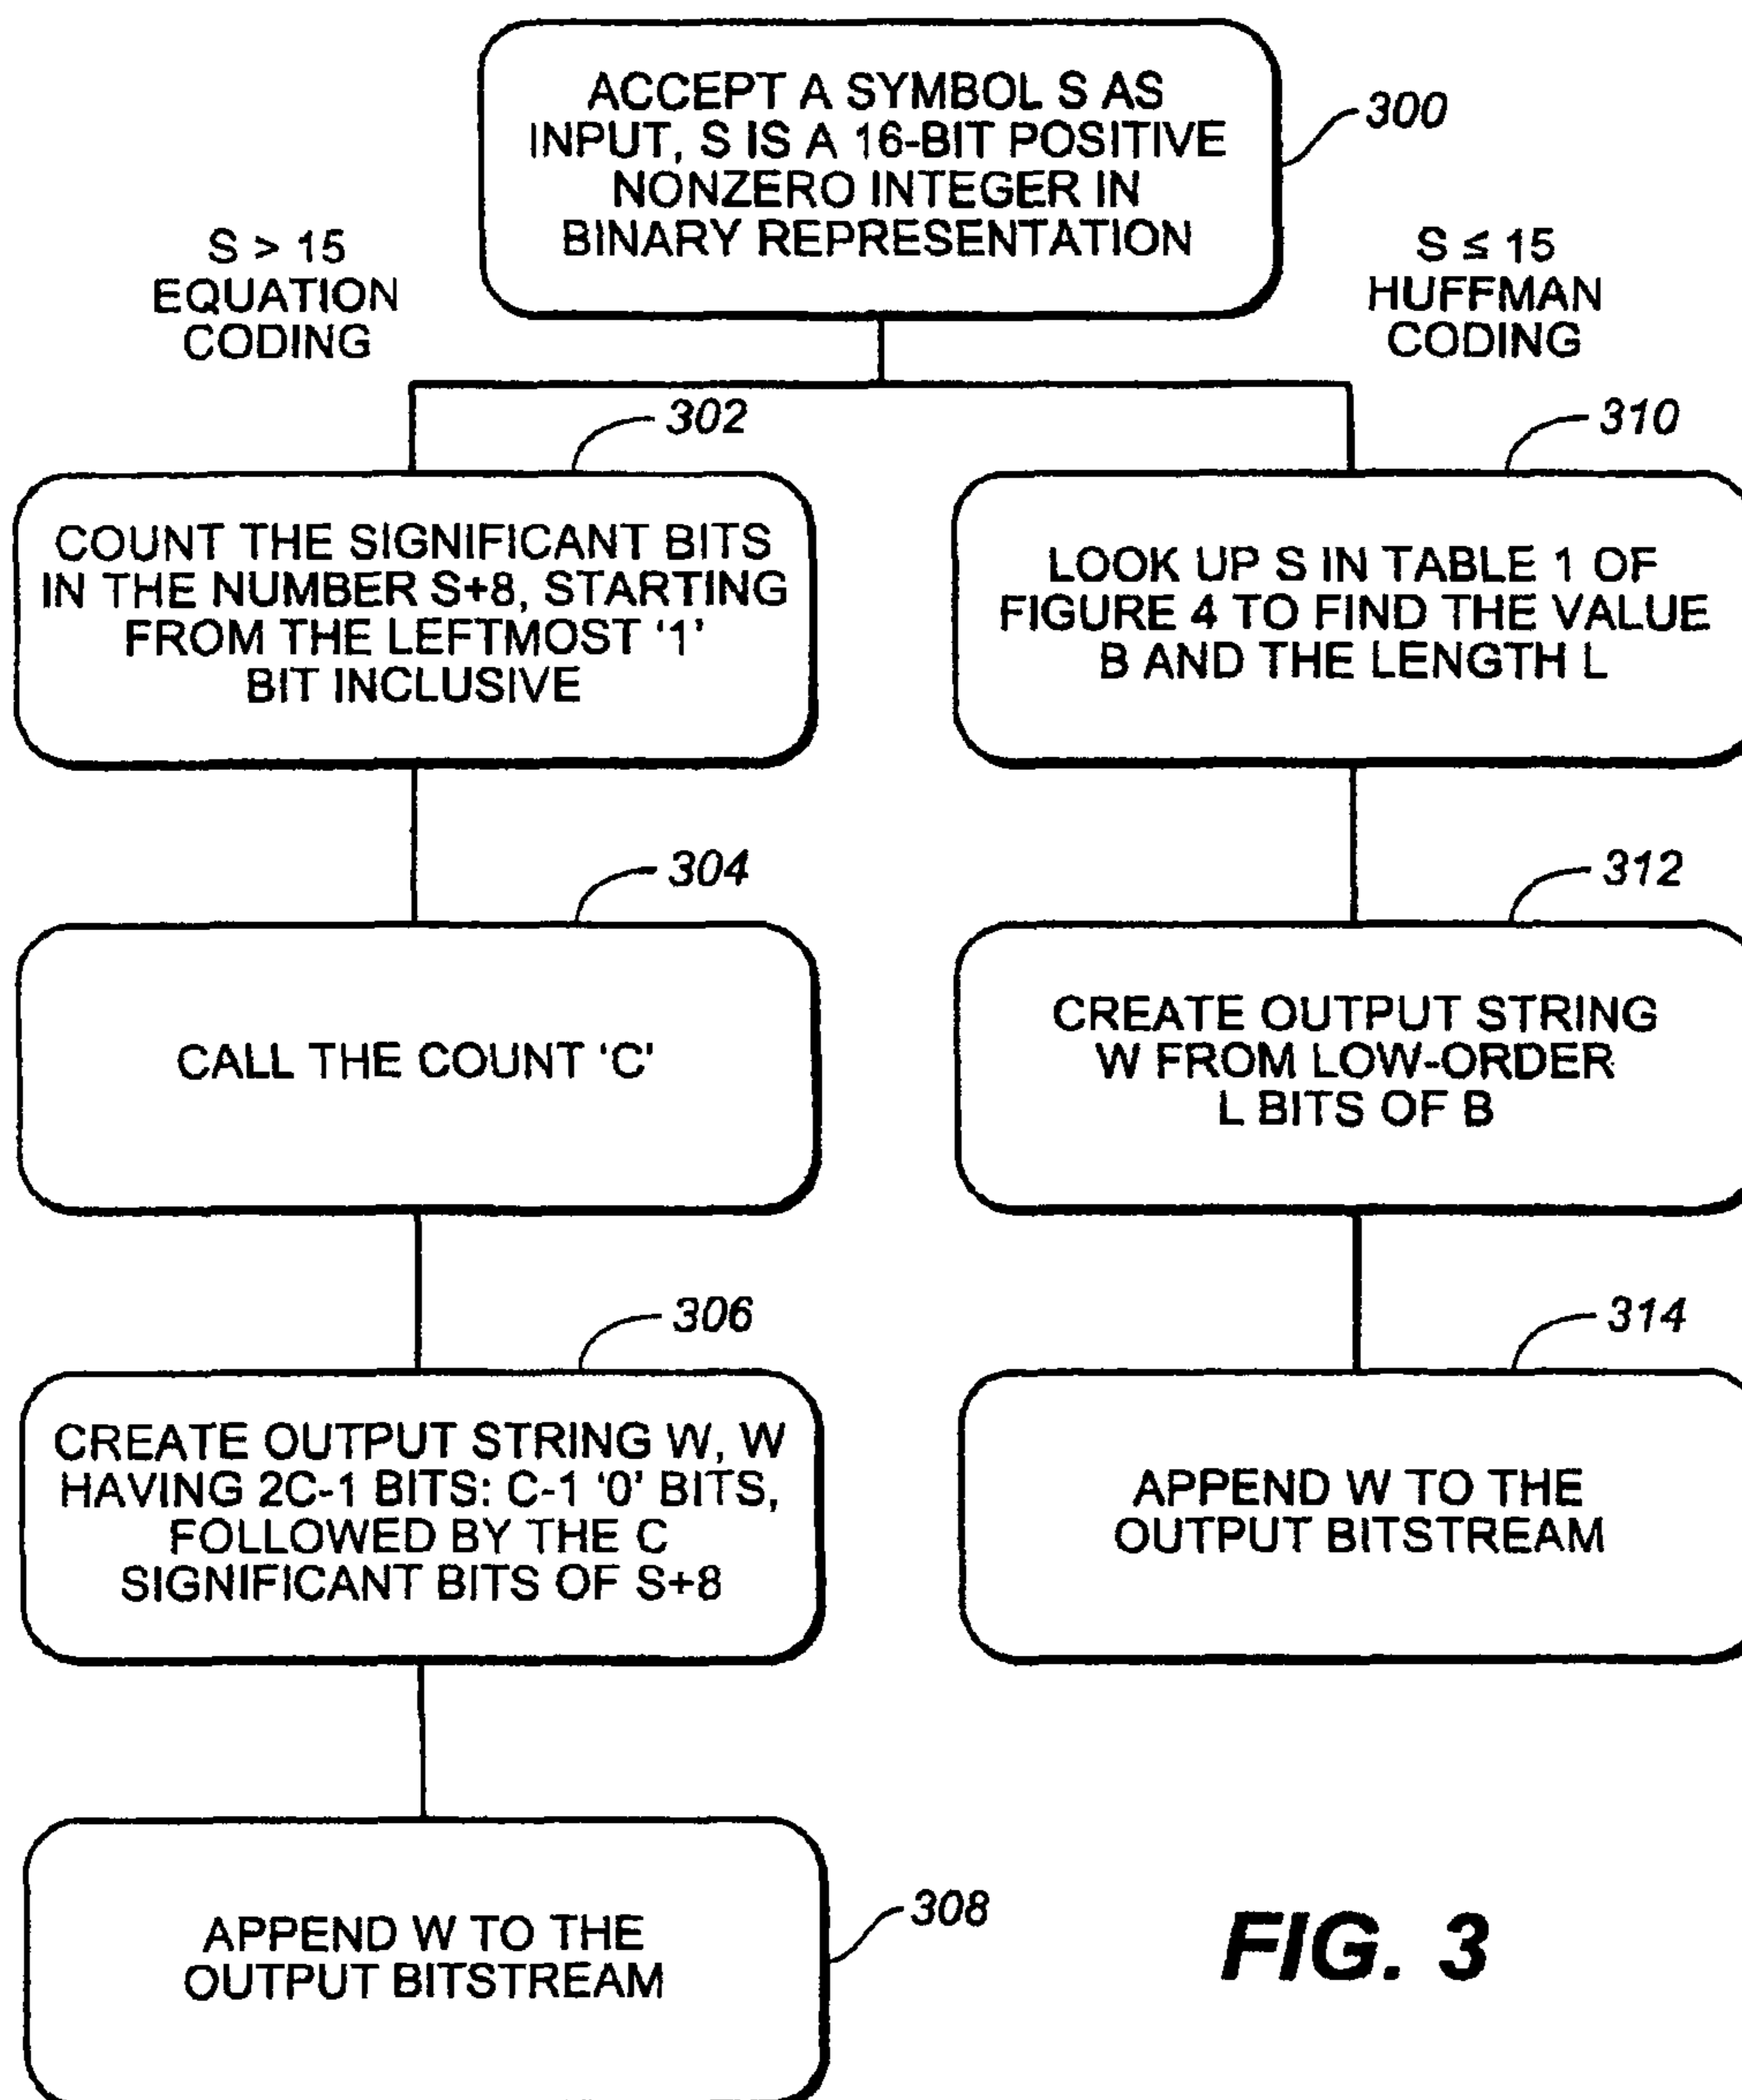 ACCEPT A SYMBOL S AS
INPUT, S IS A 16-BIT POSITIVE
NONZERO INTEGER IN
BINARY REPRESENTATION
300
S > 15
EQUATION
CODING
S ≤ 15
HUFFMAN
CODING
302
COUNT THE SIGNIFICANT BITS
IN THE NUMBER S+8, STARTING
FROM THE LEFTMOST ‘1’
BIT INCLUSIVE
310
LOOK UP S IN TABLE 1 OF
FIGURE 4 TO FIND THE VALUE
B AND THE LENGTH L
304
CALL THE COUNT ‘C’
312
CREATE OUTPUT STRING
W FROM LOW-ORDER
L BITS OF B
306
CREATE OUTPUT STRING W, W
HAVING 2C-1 BITS: C-1 ‘0’ BITS,
FOLLOWED BY THE C
SIGNIFICANT BITS OF S+8
314
APPEND W TO THE
OUTPUT BITSTREAM
308
APPEND W TO THE
OUTPUT BITSTREAM
FIG. 3